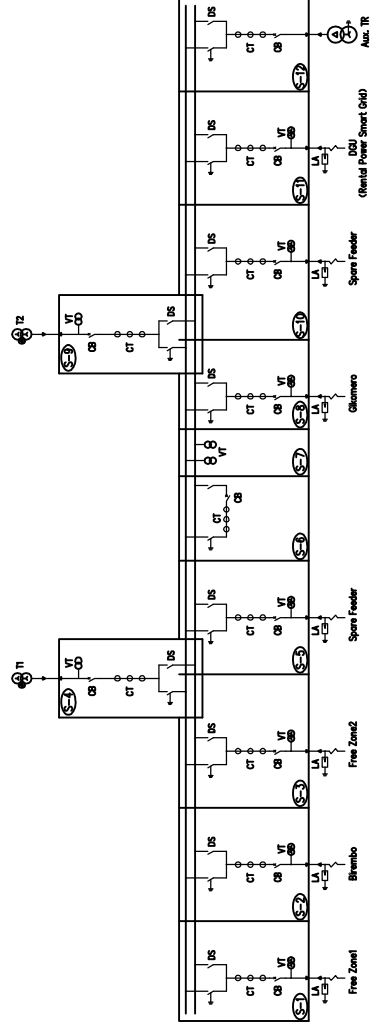 T1
VT
S-4
CB
CT
DS
T2
VT
S-9
CB
CT
DS
DS
CT
CB
VT
S-1
LA
Free Zone1
DS
CT
CB
VT
S-2
LA
Birembo
DS
CT
CB
VT
S-3
LA
Free Zone2
DS
CT
CB
VT
S-5
LA
Spare Feeder
CT
CB
S-6
VT
S-7
DS
CT
CB
VT
S-8
LA
Gikomero
DS
CT
CB
VT
S-10
LA
Spare Feeder
DS
CT
CB
VT
S-11
LA
DGU
(Rental Power Smart Grid)
DS
CT
CB
S-12
Aux. TR